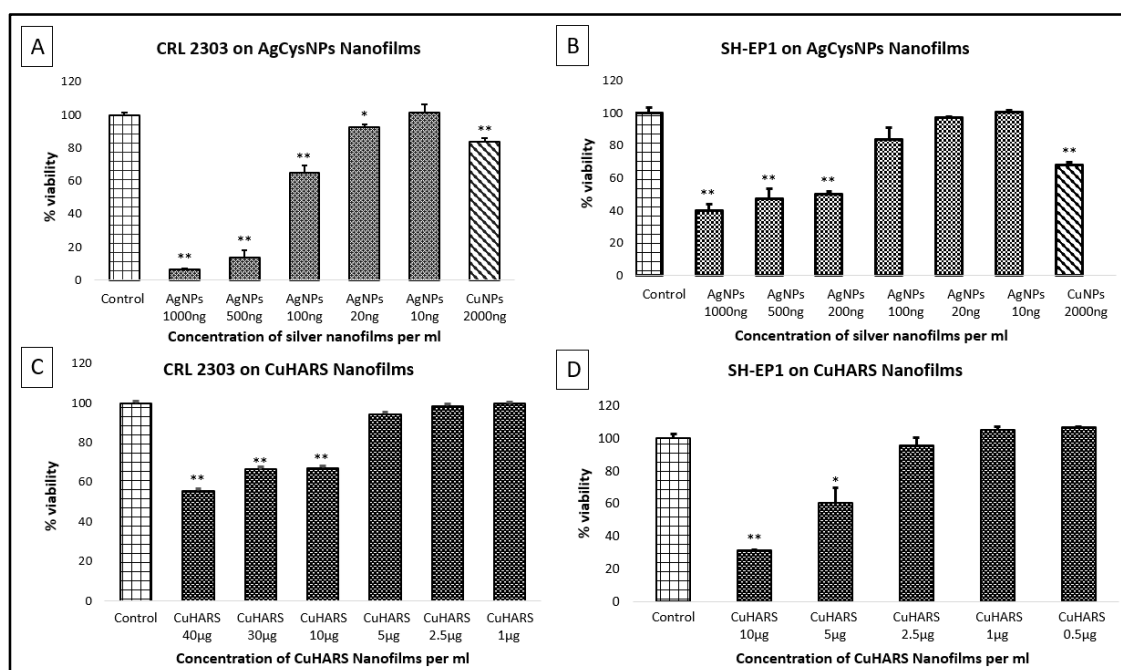 A
CRL 2303 on AgCysNPs Nanofilms
120
100
80
60
40
20
0
% viability
**
**
**
*
**
Control
AgNPs
1000ng
AgNPs
500ng
AgNPs
100ng
AgNPs
20ng
AgNPs
10ng
CuNPs
2000ng
Concentration of silver nanofilms per ml
B
SH-EP1 on AgCysNPs Nanofilms
120
100
80
60
40
20
0
% viability
**
**
**
**
Control
AgNPs
1000ng
AgNPs
500ng
AgNPs
200ng
AgNPs
100ng
AgNPs
20ng
AgNPs
10ng
CuNPs
2000ng
Concentration of silver nanofilms per ml
C
CRL 2303 on CuHARS Nanofilms
120
100
80
60
40
20
0
% viability
**
**
**
Control
CuHARS
40µg
CuHARS
30µg
CuHARS
10µg
CuHARS
5µg
CuHARS
2.5µg
CuHARS
1µg
Concentration of CuHARS Nanofilms per ml
D
SH-EP1 on CuHARS Nanofilms
120
100
80
60
40
20
0
% viability
**
*
Control
CuHARS
10µg
CuHARS
5µg
CuHARS
2.5µg
CuHARS
1µg
CuHARS
0.5µg
Concentration of CuHARS Nanofilms per ml